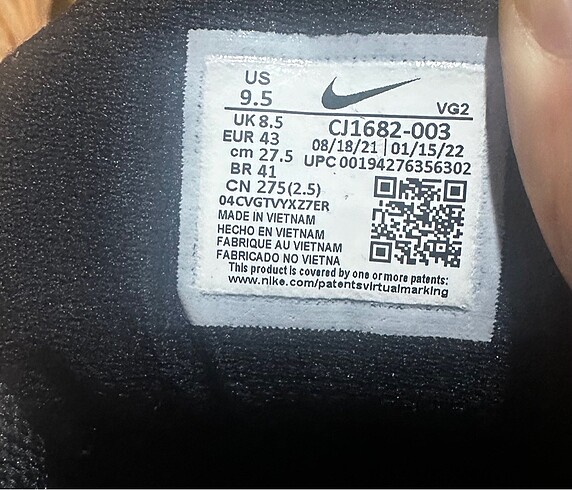 US
9.5
VG2
UK 8.5
CJ1682-003
EUR 43
08/18/21 | 01/15/22
cm 27.5
UPC 00194276356302
BR 41
CN 275(2.5)
04CVGTVYXZ7ER
MADE IN VIETNAM
HECHO EN VIETNAM
FABRIQUE AU VIETNAM
FABRICADO NO VIETNA
This product is covered by one or more patents:
www.nike.com/patentsvirtualmarking